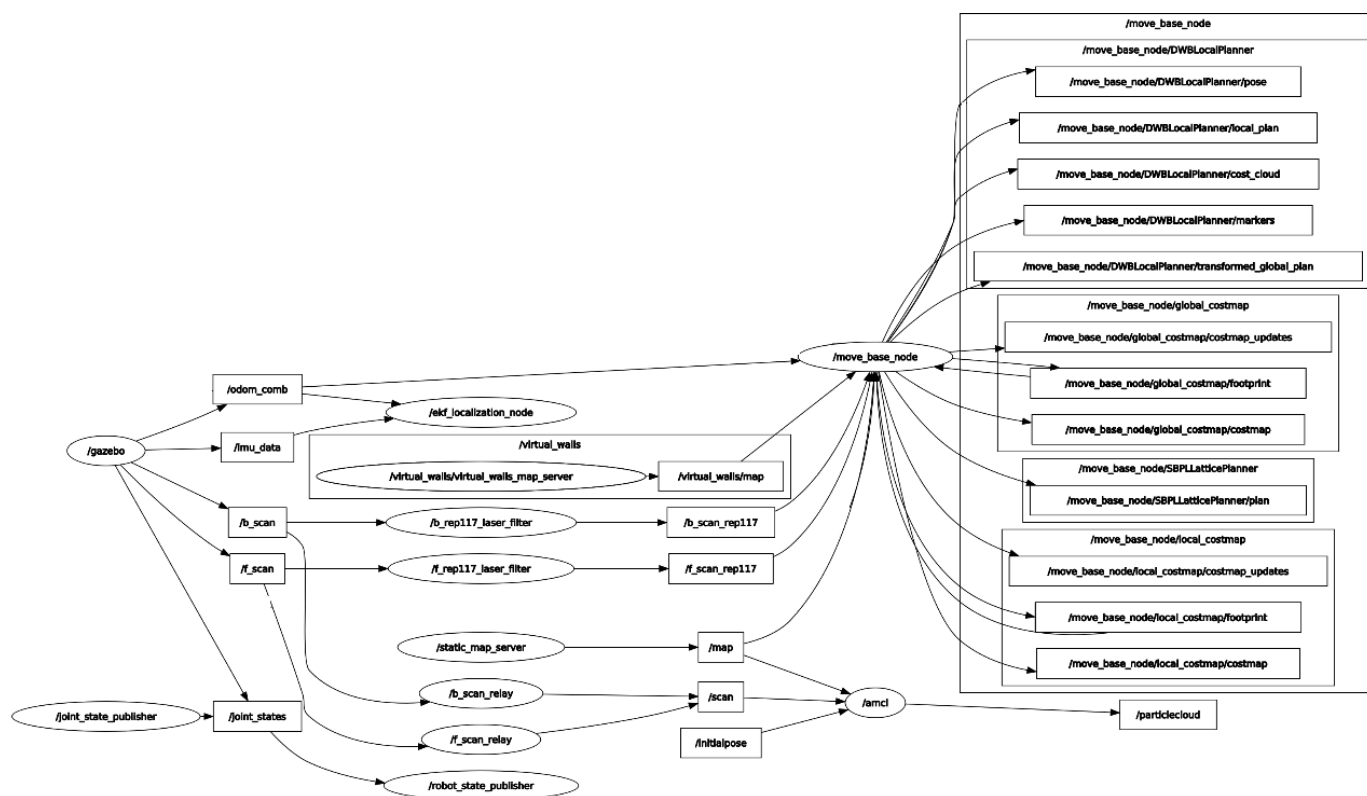 /move_base_node
/move_base_node/DWBLocalPlanner
/move_base_node/DWBLocalPlanner/pose
/move_base_node/DWBLocalPlanner/local_plan
/move_base_node/DWBLocalPlanner/cost_cloud
/move_base_node/DWBLocalPlanner/markers
/move_base_node/DWBLocalPlanner/transformed_global_plan
/move_base_node/global_costmap
/move_base_node/global_costmap/costmap_updates
/move_base_node
/move_base_node/global_costmap/footprint
/odom_comb
/ekf_localization_node
/move_base_node/global_costmap/costmap
/gazebo
/imu_data
/virtual_walls
/virtual_walls/virtual_walls_map_server
/virtual_walls/map
/move_base_node/SBPLLatticePlanner
/move_base_node/SBPLLatticePlanner/plan
/b_scan
/b_rep117_laser_filter
/b_scan_rep117
/move_base_node/local_costmap
/f_scan
/f_rep117_laser_filter
/f_scan_rep117
/move_base_node/local_costmap/costmap_updates
/move_base_node/local_costmap/footprint
/static_map_server
/map
/move_base_node/local_costmap/costmap
/b_scan_relay
/scan
/amcl
/particlecloud
/joint_state_publisher
/joint_states
/f_scan_relay
/initialpose
/robot_state_publisher